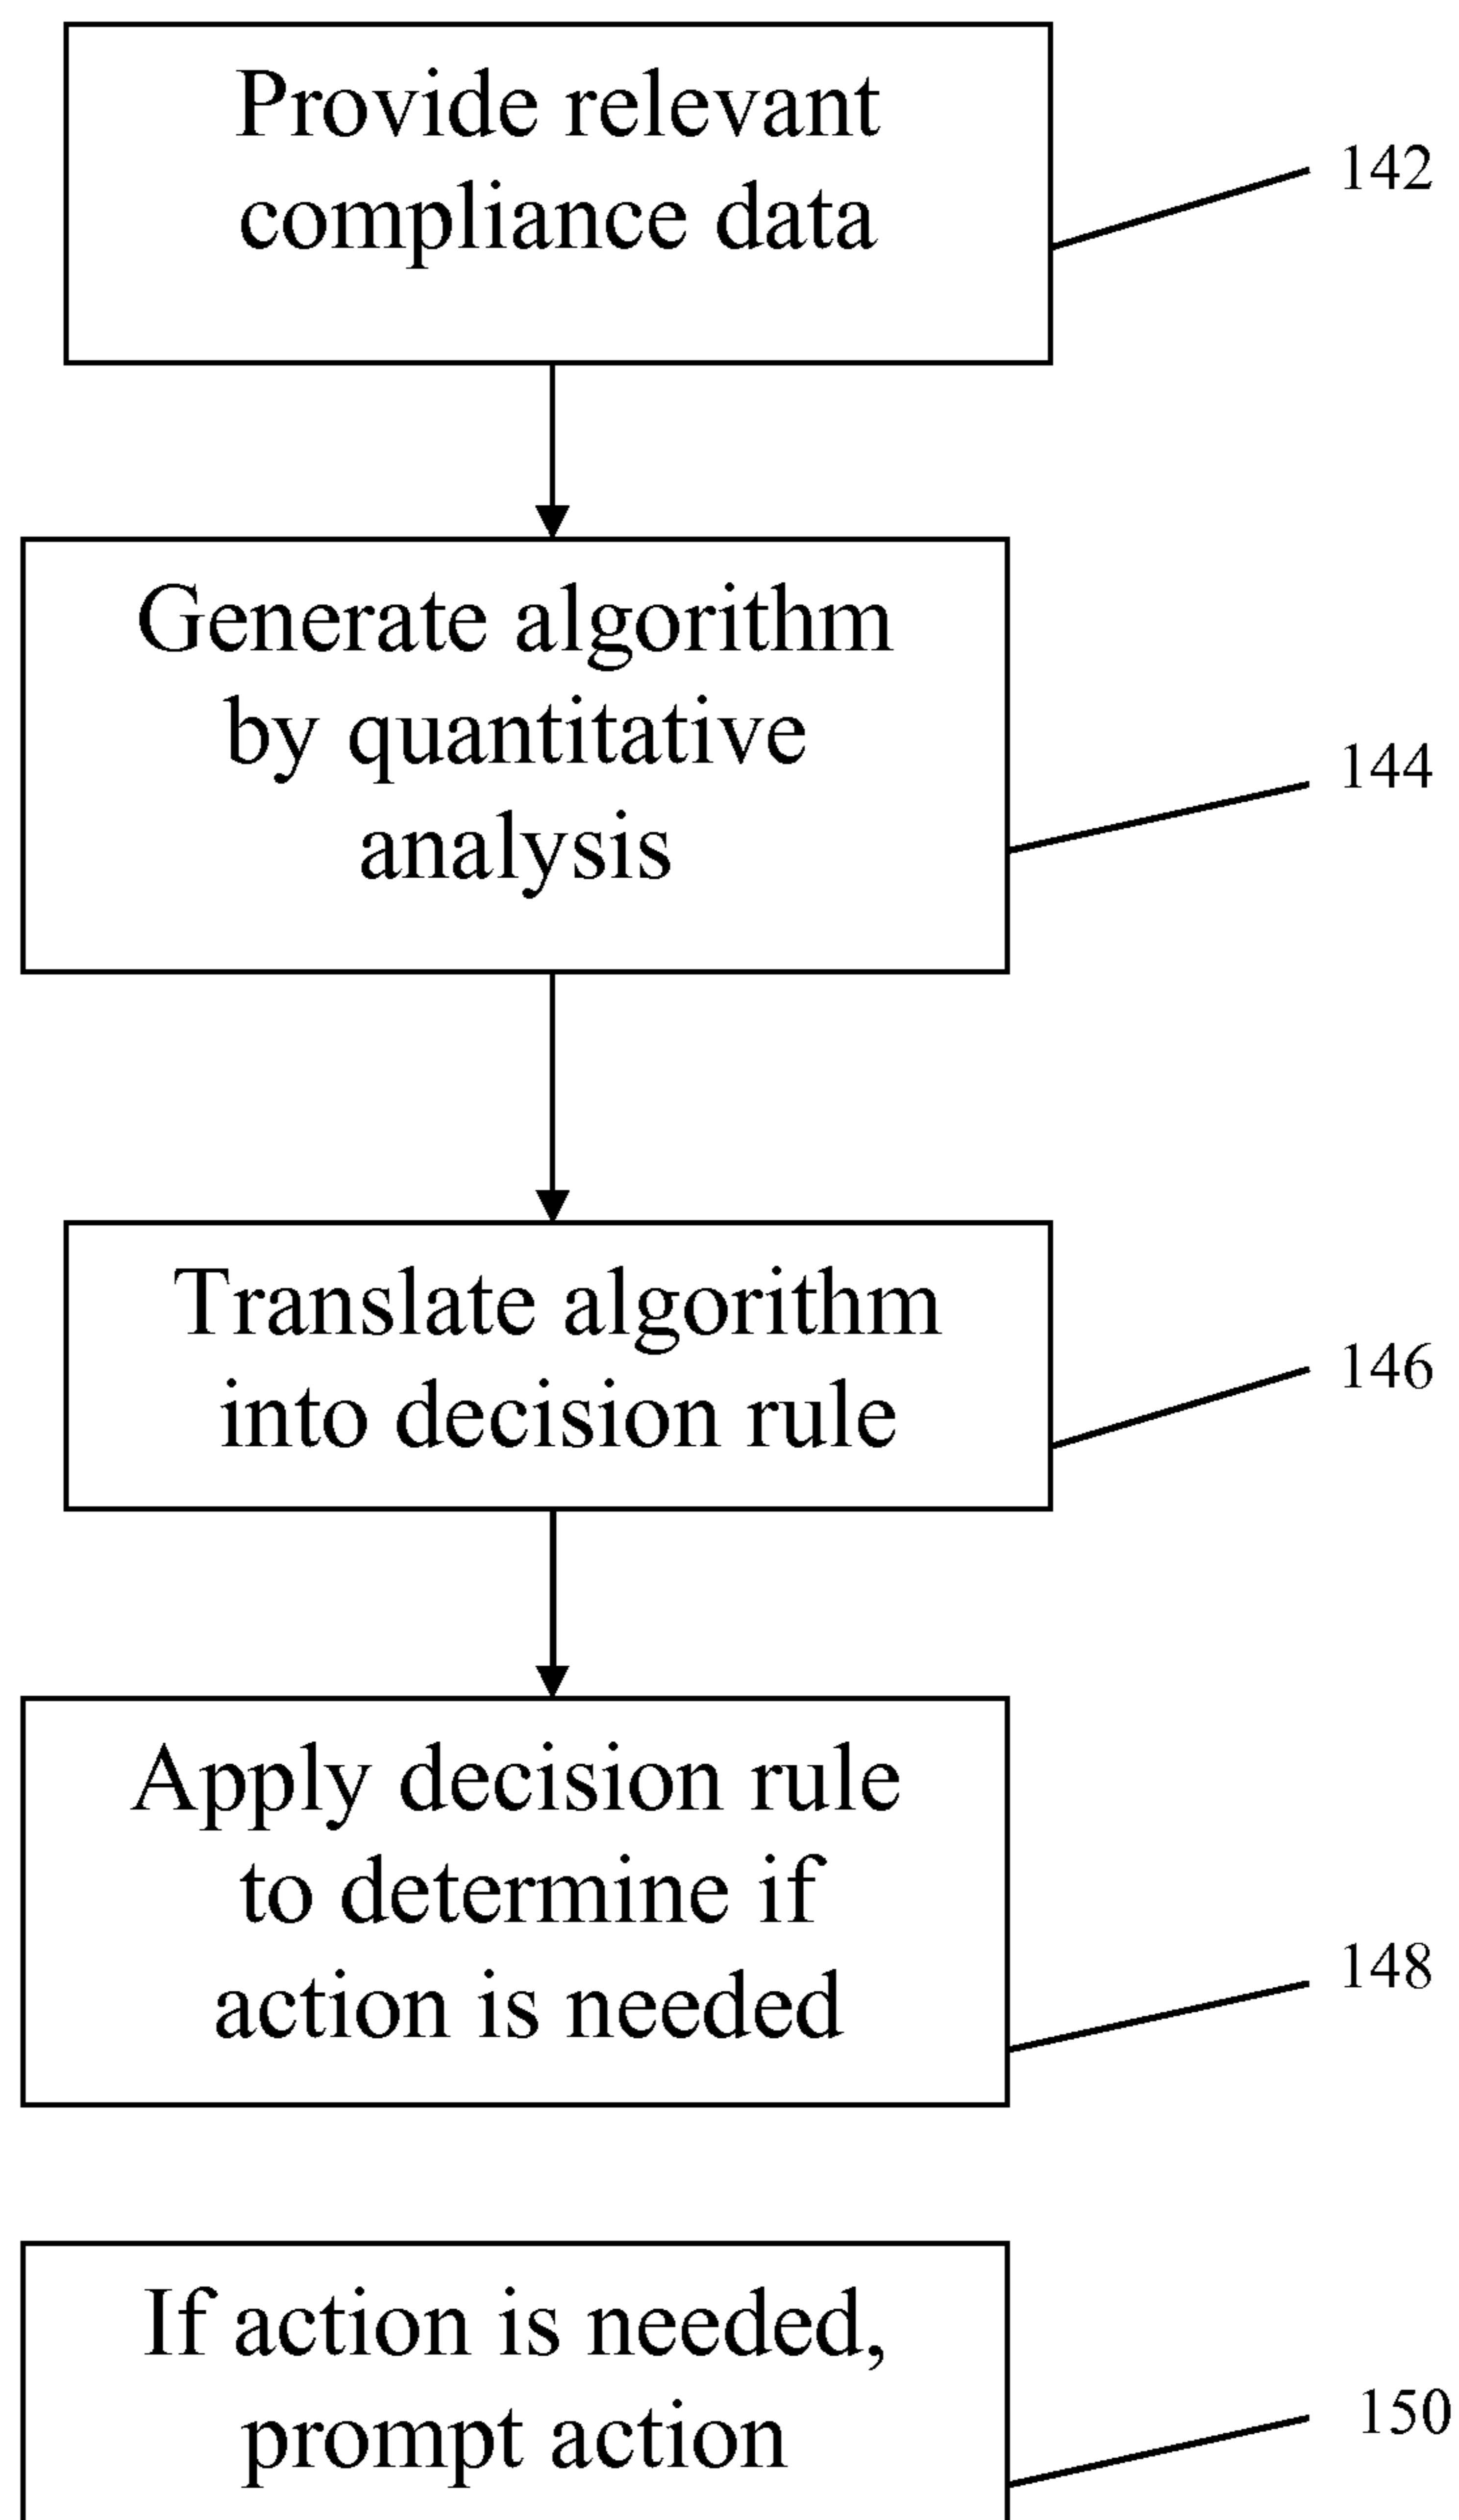 Provide relevant
compliance data
142
Generate algorithm
by quantitative
analysis
144
Translate algorithm
into decision rule
146
Apply decision rule
to determine if
action is needed
148
If action is needed,
prompt action
150